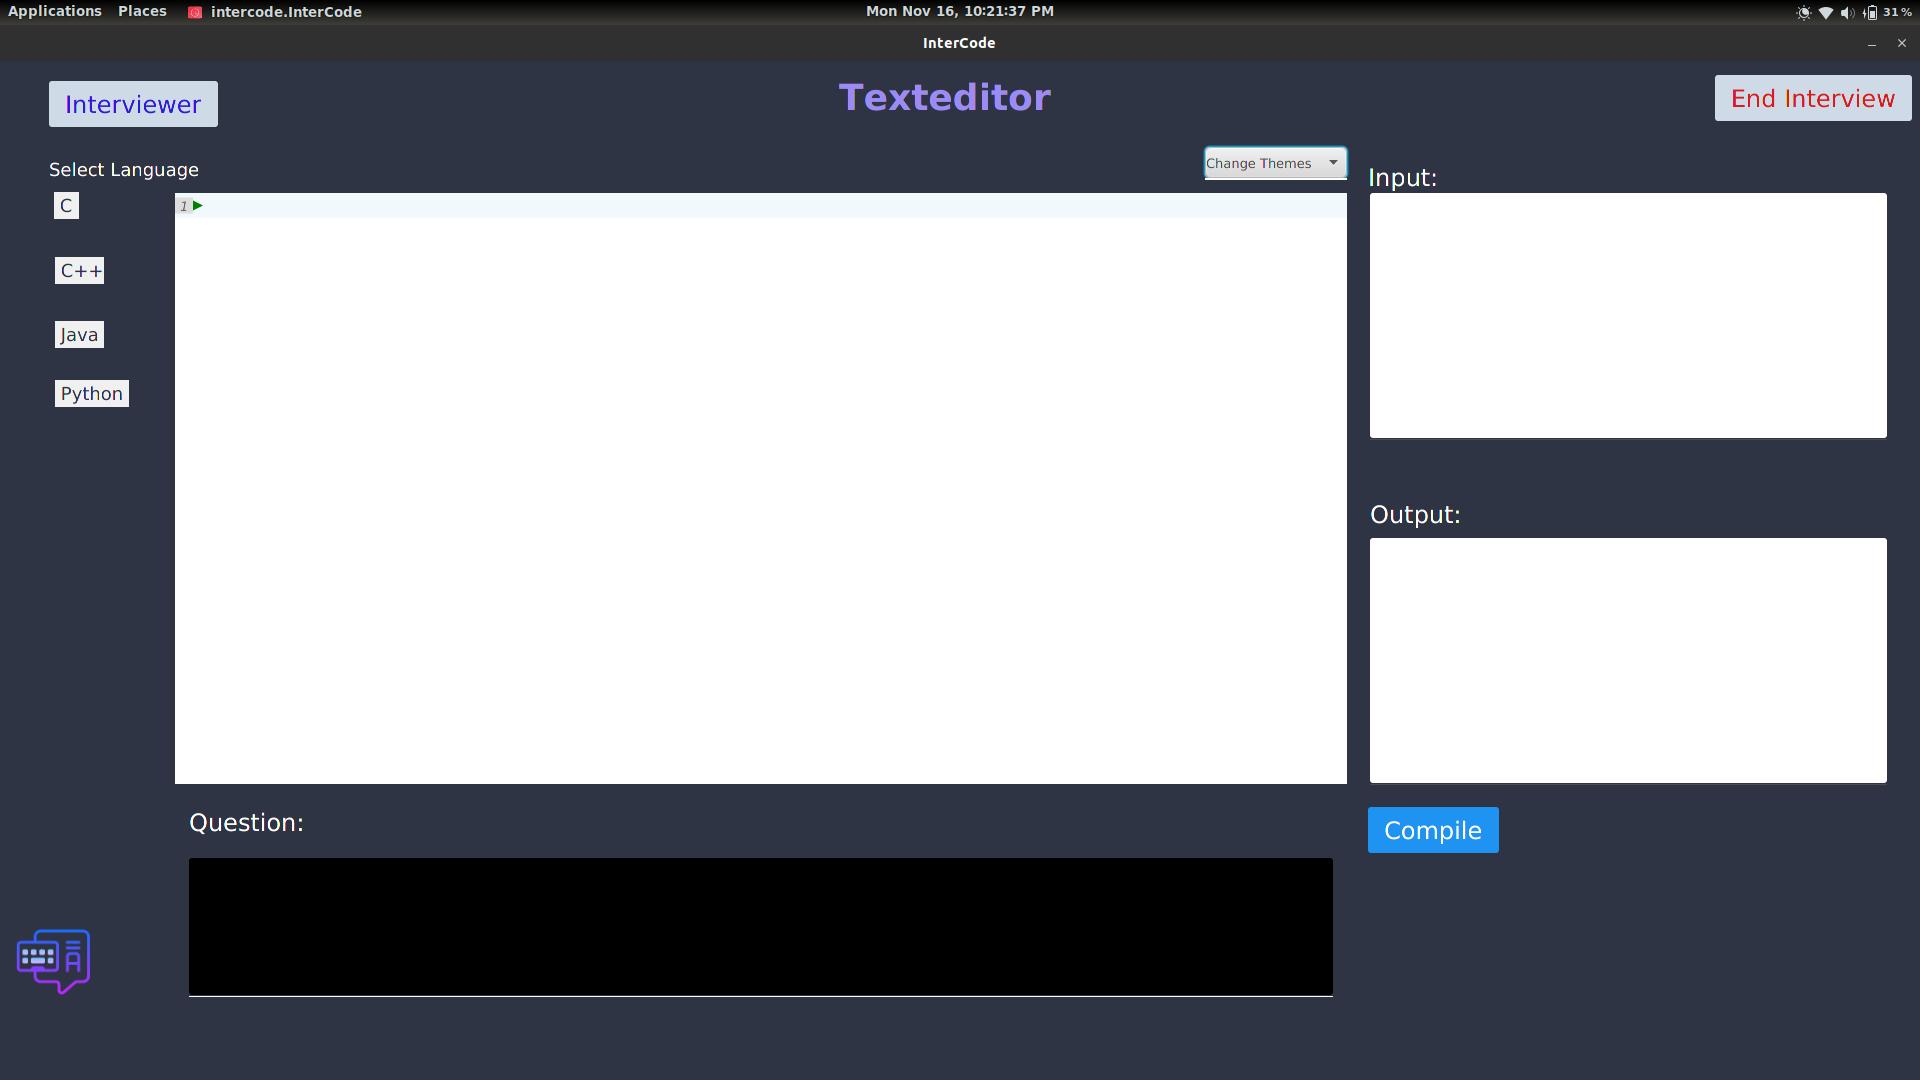 Applications Places intercode.InterCode Mon Nov 16, 10:21:37 PM 31%
InterCode
Interviewer Texteditor End Interview
Select Language Change Themes Input:
C
1
C++
Java
Python
Output:
Question:
Compile
A